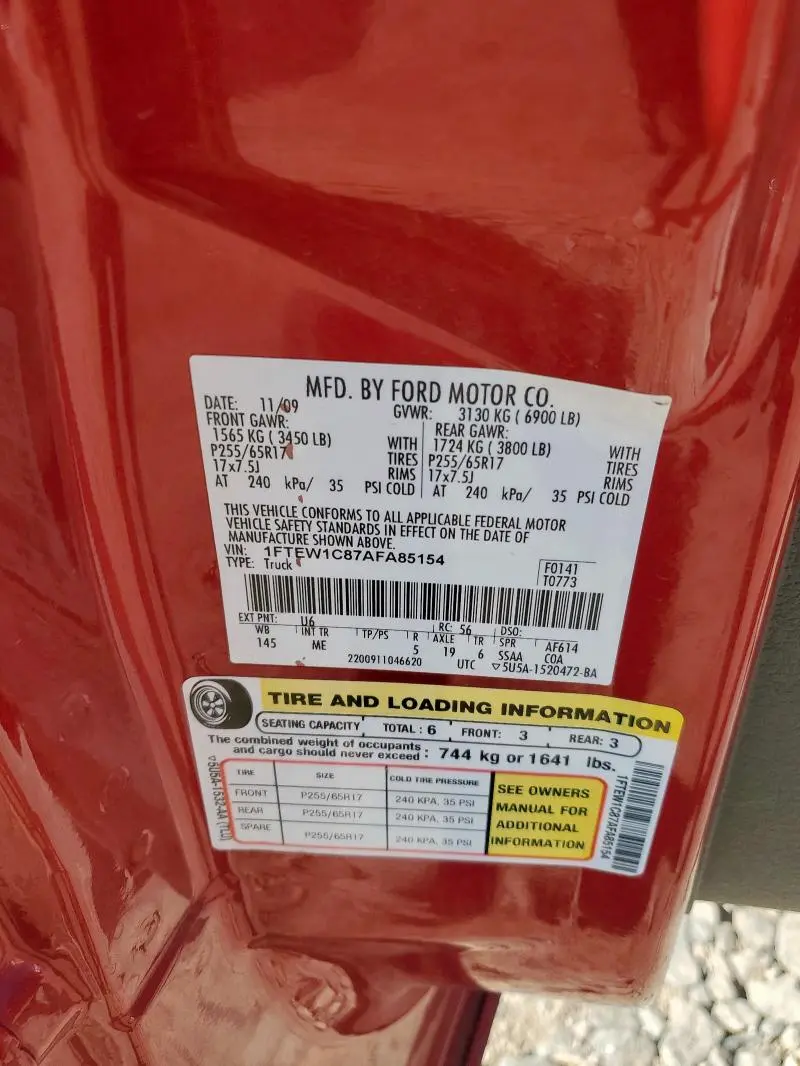 MFD. BY FORD MOTOR CO.
DATE: 11/09 GVWR: 3130 KG ( 6900 LB)
FRONT GAWR: REAR GAWR:
1565 KG ( 3450 LB) WITH 1724 KG ( 3800 LB) WITH
P255/65R17 TIRES P255/65R17 TIRES
17x7.5J RIMS 17x7.5J RIMS
AT 240 kPa/ 35 PSI COLD AT 240 kPa/ 35 PSI COLD
THIS VEHICLE CONFORMS TO ALL APPLICABLE FEDERAL MOTOR
VEHICLE SAFETY STANDARDS IN EFFECT ON THE DATE OF
MANUFACTURE SHOWN ABOVE.
VIN: 1FTEW1C87AFA85154
TYPE: Truck
F0141
T0773
EXT PNT: U6 RC: 56 DSO:
WB INT TR TP/PS R AXLE TR SPR AF614
145 ME 5 19 6 SSAA COA
2200911046620 UTC ▽5U5A-1520472-BA
TIRE AND LOADING INFORMATION
SEATING CAPACITY TOTAL : 6 FRONT: 3 REAR: 3
The combined weight of occupants
and cargo should never exceed : 744 kg or 1641 lbs.
TIRE SIZE COLD TIRE PRESSURE
FRONT P255/65R17 240 KPA, 35 PSI
REAR P255/65R17 240 KPA, 35 PSI
SPARE P255/65R17 240 KPA, 35 PSI
SEE OWNERS
MANUAL FOR
ADDITIONAL
INFORMATION
▽5U5A-1532-AA (TLU)
1FTEW1C87AFA85154